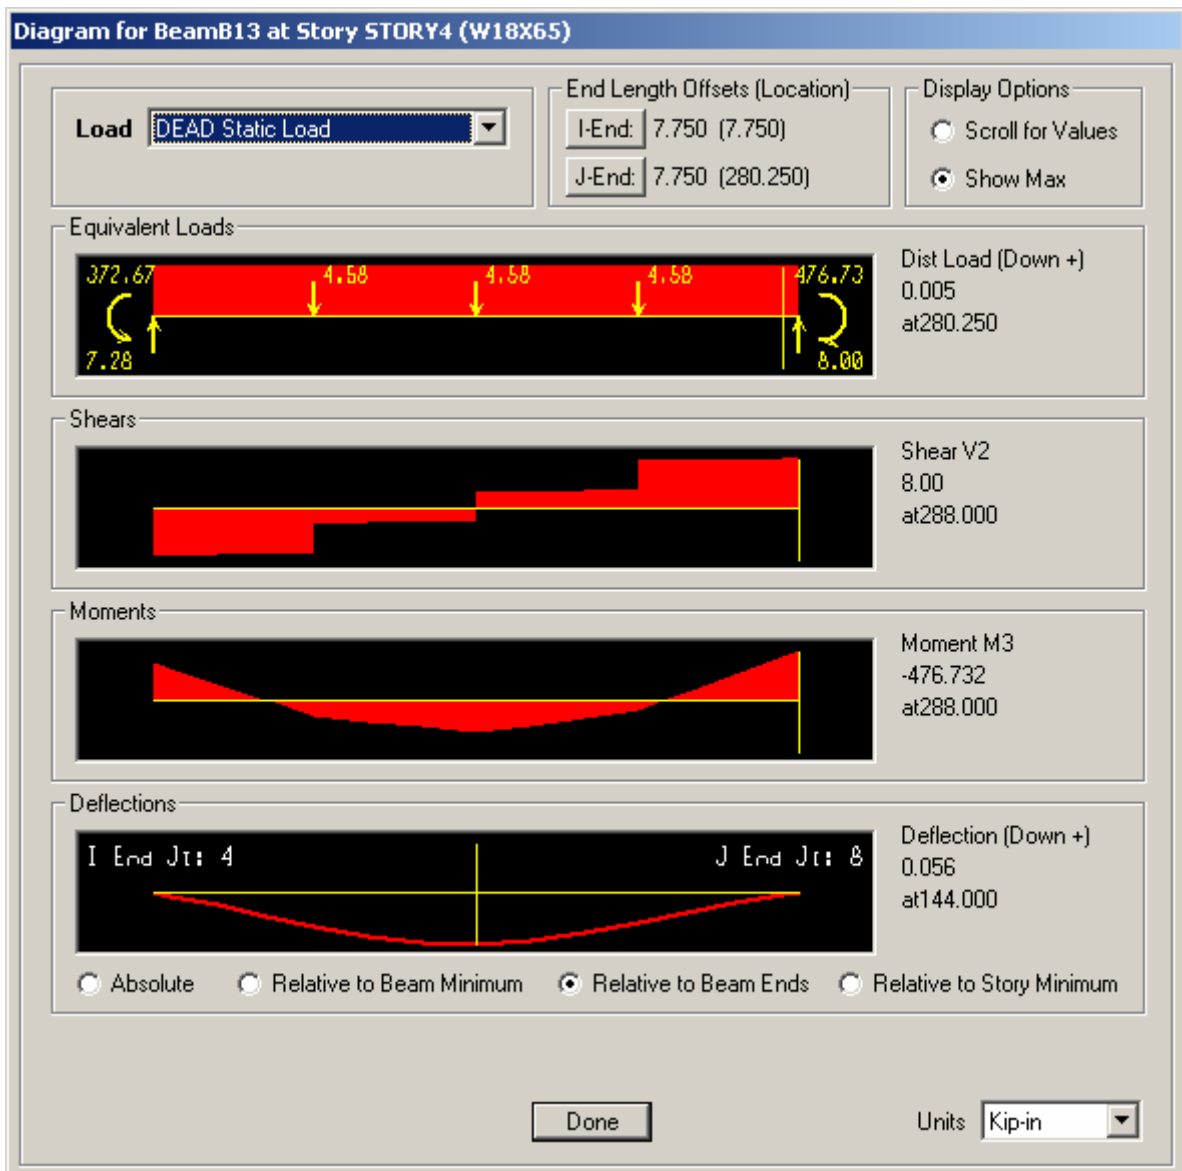 Diagram for BeamB13 at Story STORY4 (W18X65)
Load DEAD Static Load
End Length Offsets (Location)
I-End: 7.750 (7.750)
J-End: 7.750 (280.250)
Display Options
Scroll for Values
Show Max
Equivalent Loads
372.67 4.58 4.58 4.58 476.73
7.28 8.00
Dist Load (Down +)
0.005
at280.250
Shears
Shear V2
8.00
at288.000
Moments
Moment M3
-476.732
at288.000
Deflections
I End Jt: 4 J End Jt: 8
Deflection (Down +)
0.056
at144.000
Absolute Relative to Beam Minimum Relative to Beam Ends Relative to Story Minimum
Done Units Kip-in